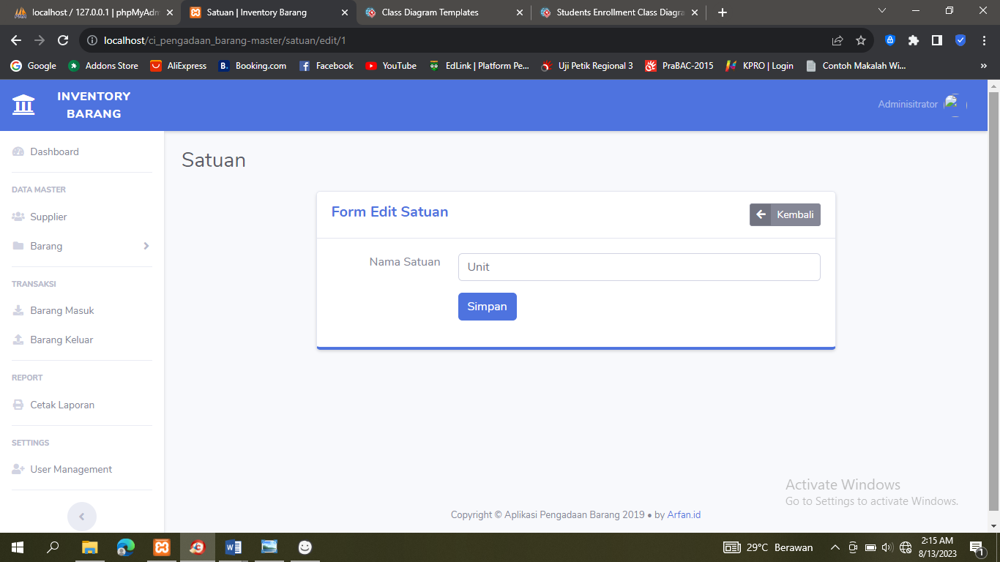 localhost / 127.0.0.1 | phpMyAdm
Satuan | Inventory Barang
Class Diagram Templates
Students Enrollment Class Diagra
localhost/ci_pengadaan_barang-master/satuan/edit/1
Google
Addons Store
AliExpress
B.
Booking.com
Facebook
YouTube
EdLink | Platform Pe...
Uji Petik Regional 3
PraBAC-2015
KPRO | Login
Contoh Makalah Wi...
»
INVENTORY
BARANG
Adminisitrator
Dashboard
DATA MASTER
Supplier
Barang
TRANSAKSI
Barang Masuk
Barang Keluar
REPORT
Cetak Laporan
SETTINGS
User Management
Satuan
Form Edit Satuan
Kembali
Nama Satuan
Unit
Simpan
Activate Windows
Go to Settings to activate Windows.
Copyright © Aplikasi Pengadaan Barang 2019 • by Arfan.id
29°C Berawan
2:15 AM
8/13/2023
1